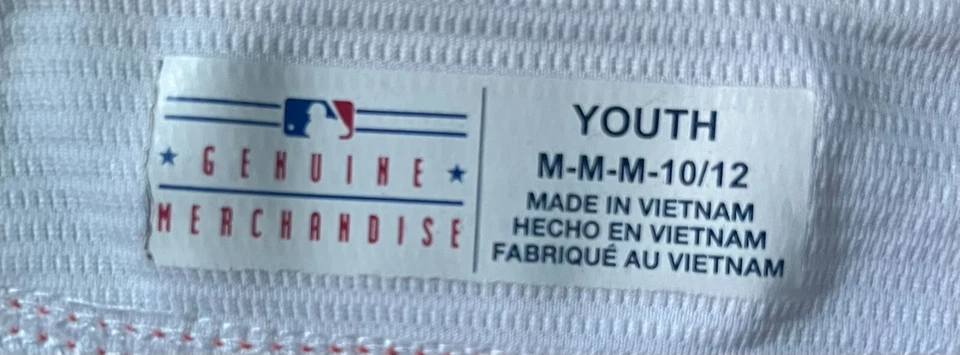 GENUINE
MERCHANDISE
YOUTH
M-M-M-10/12
MADE IN VIETNAM
HECHO EN VIETNAM
FABRIQUÉ AU VIETNAM